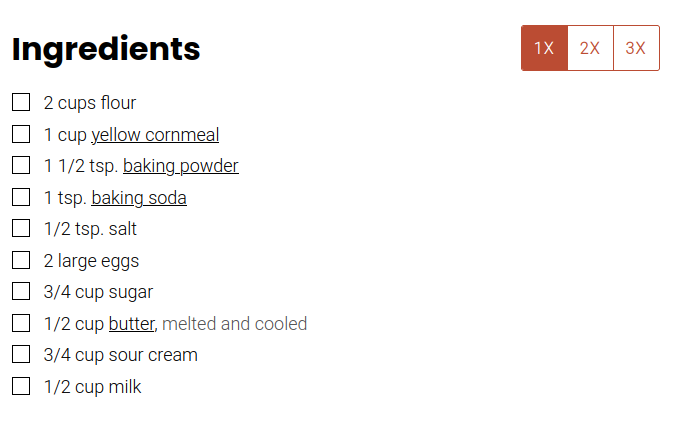 Ingredients
1X 2X 3X
2 cups flour
1 cup yellow cornmeal
1 1/2 tsp. baking powder
1 tsp. baking soda
1/2 tsp. salt
2 large eggs
3/4 cup sugar
1/2 cup butter, melted and cooled
3/4 cup sour cream
1/2 cup milk